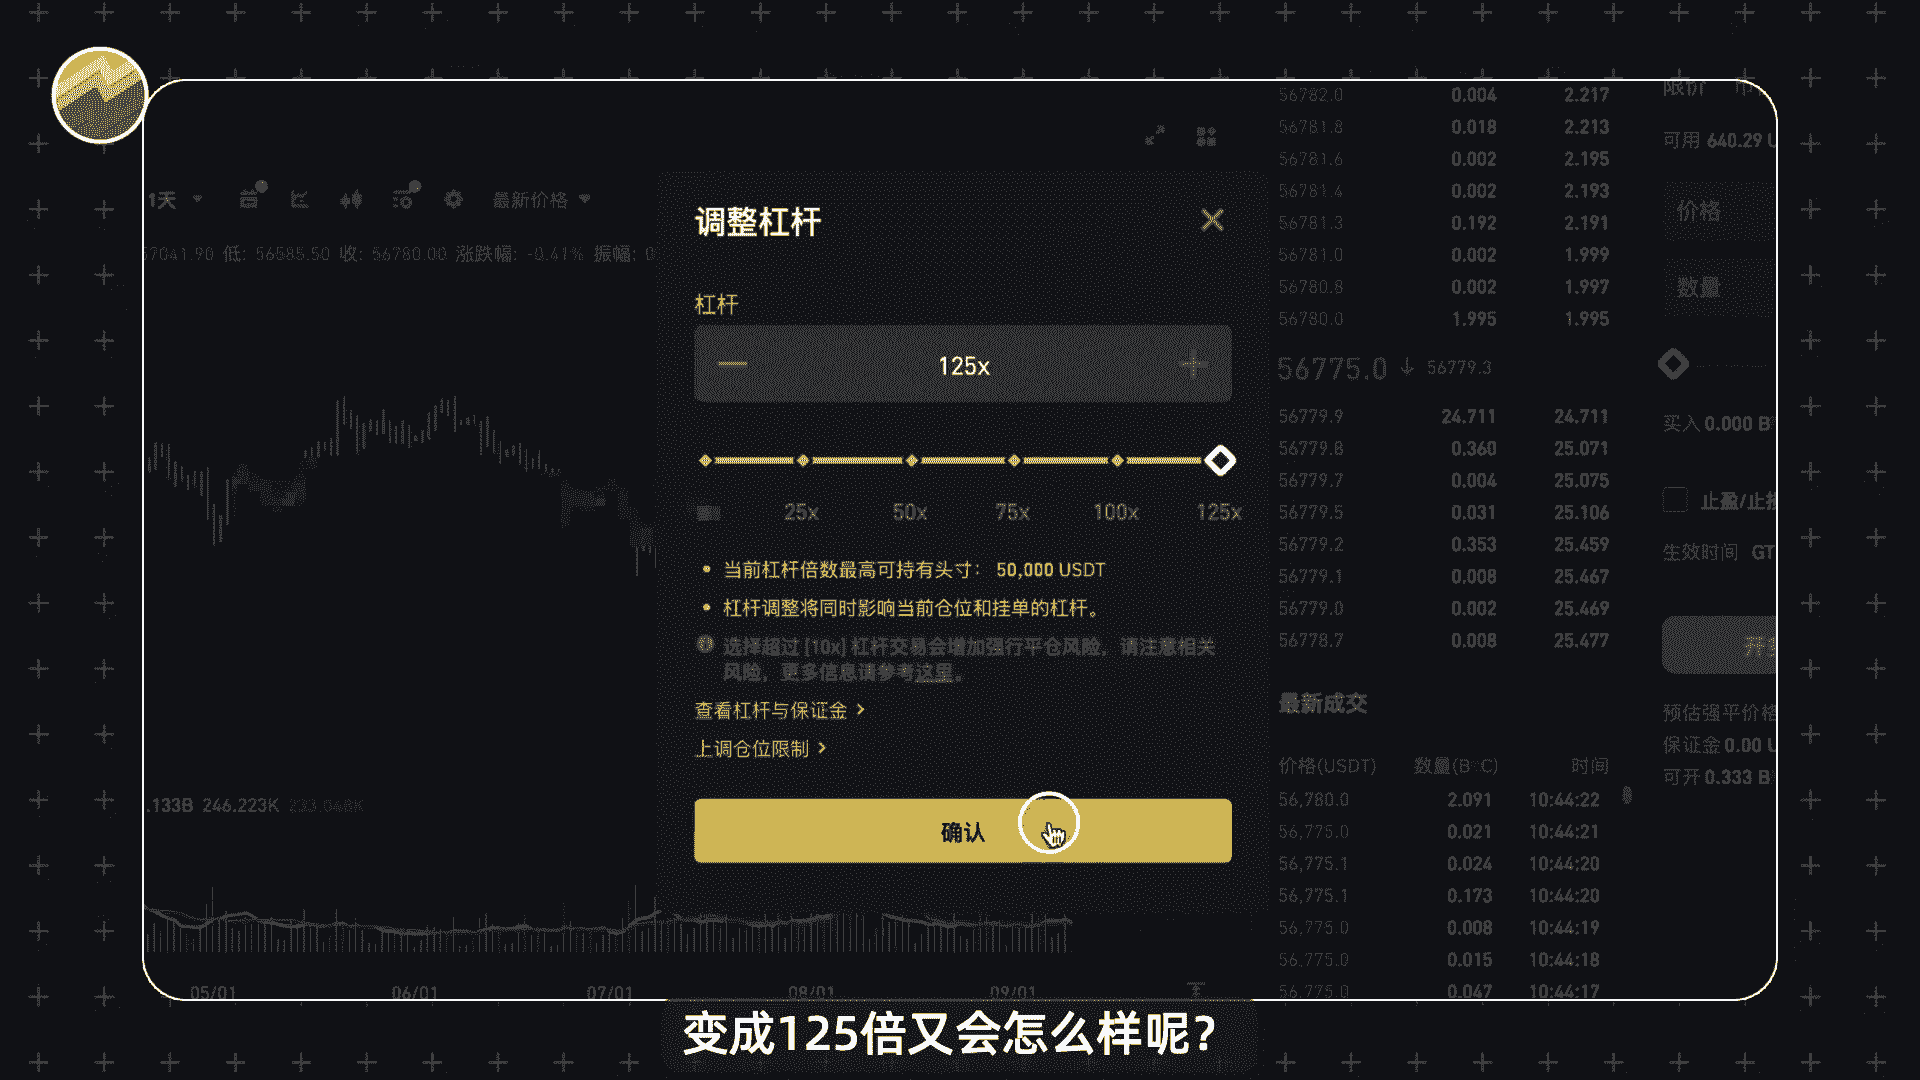 1天
最新价格
57041.90 低: 56585.50 收: 56780.00 涨跌幅: -0.41% 振幅: 0
.133B 246.223K 233.048K
05/01 06/01 07/01 08/01 09/01
调整杠杆
杠杆
125x
25x 50x 75x 100x 125x
当前杠杆倍数最高可持有头寸： 50,000 USDT
杠杆调整将同时影响当前仓位和挂单的杠杆。
选择超过 [10x] 杠杆交易会增加强行平仓风险，请注意相关
风险，更多信息请参考这里。
查看杠杆与保证金
上调仓位限制
确认
56782.0 0.004 2.217
56781.8 0.018 2.213
56781.6 0.002 2.195
56781.4 0.002 2.193
56781.3 0.192 2.191
56781.0 0.002 1.999
56780.8 0.002 1.997
56780.0 1.995 1.995
56775.0 ↓ 56779.3
56779.9 24.711 24.711
56779.8 0.360 25.071
56779.7 0.004 25.075
56779.5 0.031 25.106
56779.2 0.353 25.459
56779.1 0.008 25.467
56779.0 0.002 25.469
56778.7 0.008 25.477
最新成交
价格(USDT) 数量(BTC) 时间
56,780.0 2.091 10:44:22
56,775.0 0.021 10:44:21
56,775.1 0.024 10:44:20
56,775.1 0.173 10:44:20
56,775.0 0.008 10:44:19
56,775.0 0.015 10:44:18
56,775.0 0.047 10:44:17
限价
可用 640.29 U
价格
数量
买入 0.000 B
止盈/止损
生效时间 GT
开多
预估强平价格
保证金 0.00 U
可开 0.333 B
变成125倍又会怎么样呢？